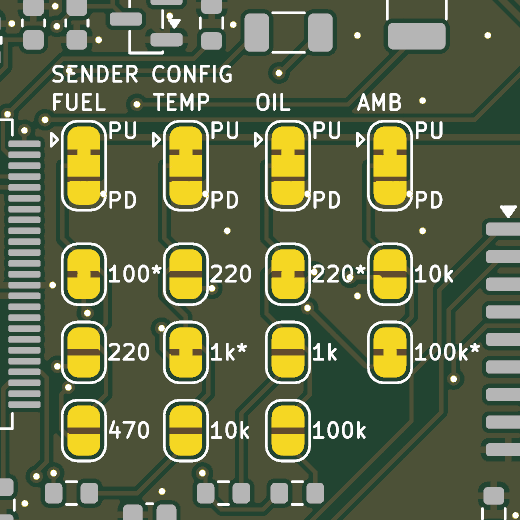 SENDER CONFIG
FUEL TEMP OIL AMB
PU PU PU PU
PD PD PD PD
100* 220 220* 10k
220 1k* 1k 100k*
470 10k 100k